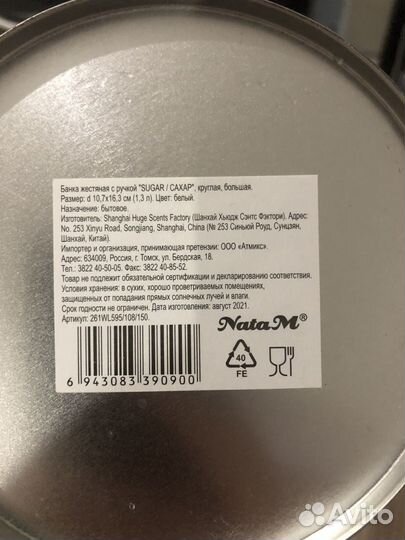 Банка жестяная с ручкой "SUGAR / САХАР", круглая, большая.
Размер: d 10,7х16,3 см (1,3 л). Цвет: белый.
Назначение: бытовое.
Изготовитель: Shanghai Huge Scents Factory (Шанхай Хьюдж Сэнтс Фэктори). Адрес:
No. 253 Xinyu Road, Songjiang, Shanghai, China (№ 253 Синьюй Роуд, Сунцзян,
Шанхай, Китай).
Импортер и организация, принимающая претензии: ООО «Атмикс».
Адрес: 634009, Россия, г. Томск, ул. Бердская, 18.
Тел.: 3822 40-50-05. Факс: 3822 40-85-52.
Товар не подлежит обязательной сертификации и декларированию соответствия.
Условия хранения: в сухих, хорошо проветриваемых помещениях,
защищенных от попадания прямых солнечных лучей и влаги.
Срок годности не ограничен. Дата изготовления: август 2021.
Артикул: 261WL595/108/150.
NataM®
6 943083 390900
40
FE
Avito